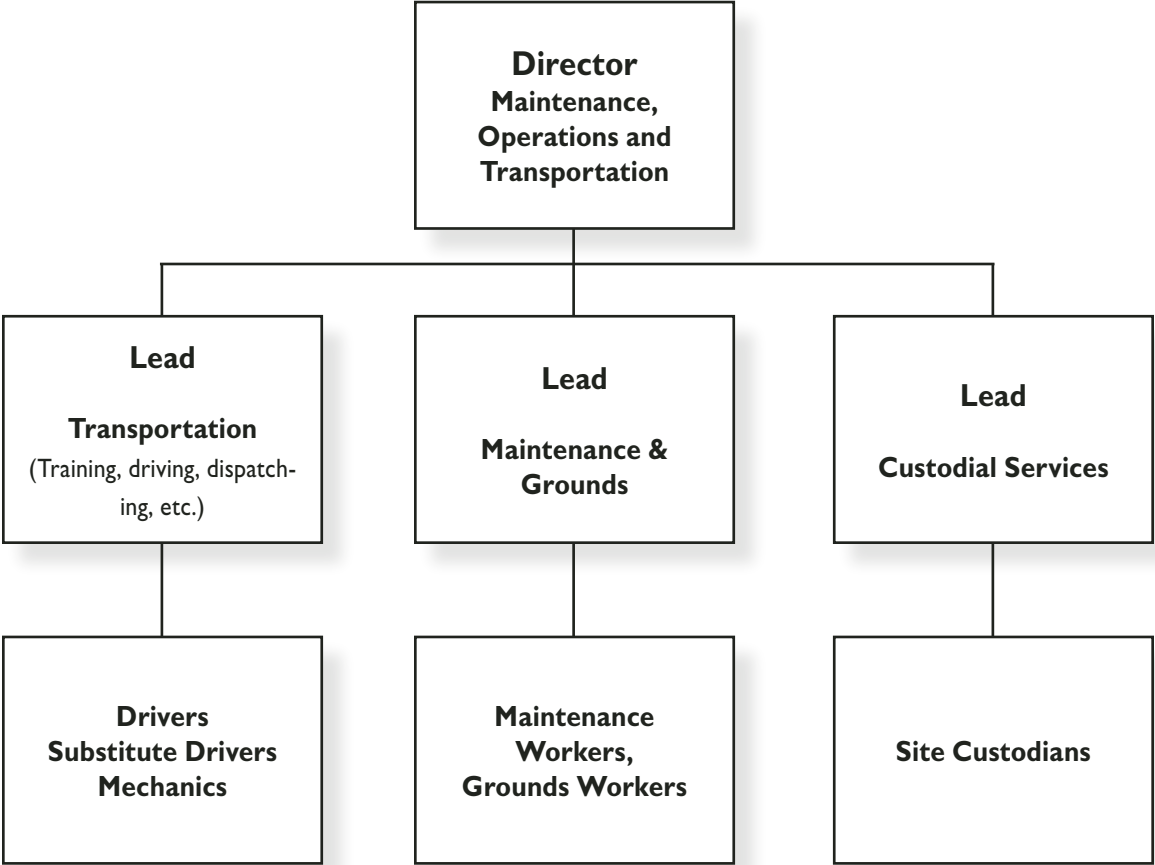 Director
Maintenance,
Operations and
Transportation
Lead
Transportation
(Training, driving, dispatch-
ing, etc.)
Lead
Maintenance &
Grounds
Lead
Custodial Services
Drivers
Substitute Drivers
Mechanics
Maintenance
Workers,
Grounds Workers
Site Custodians